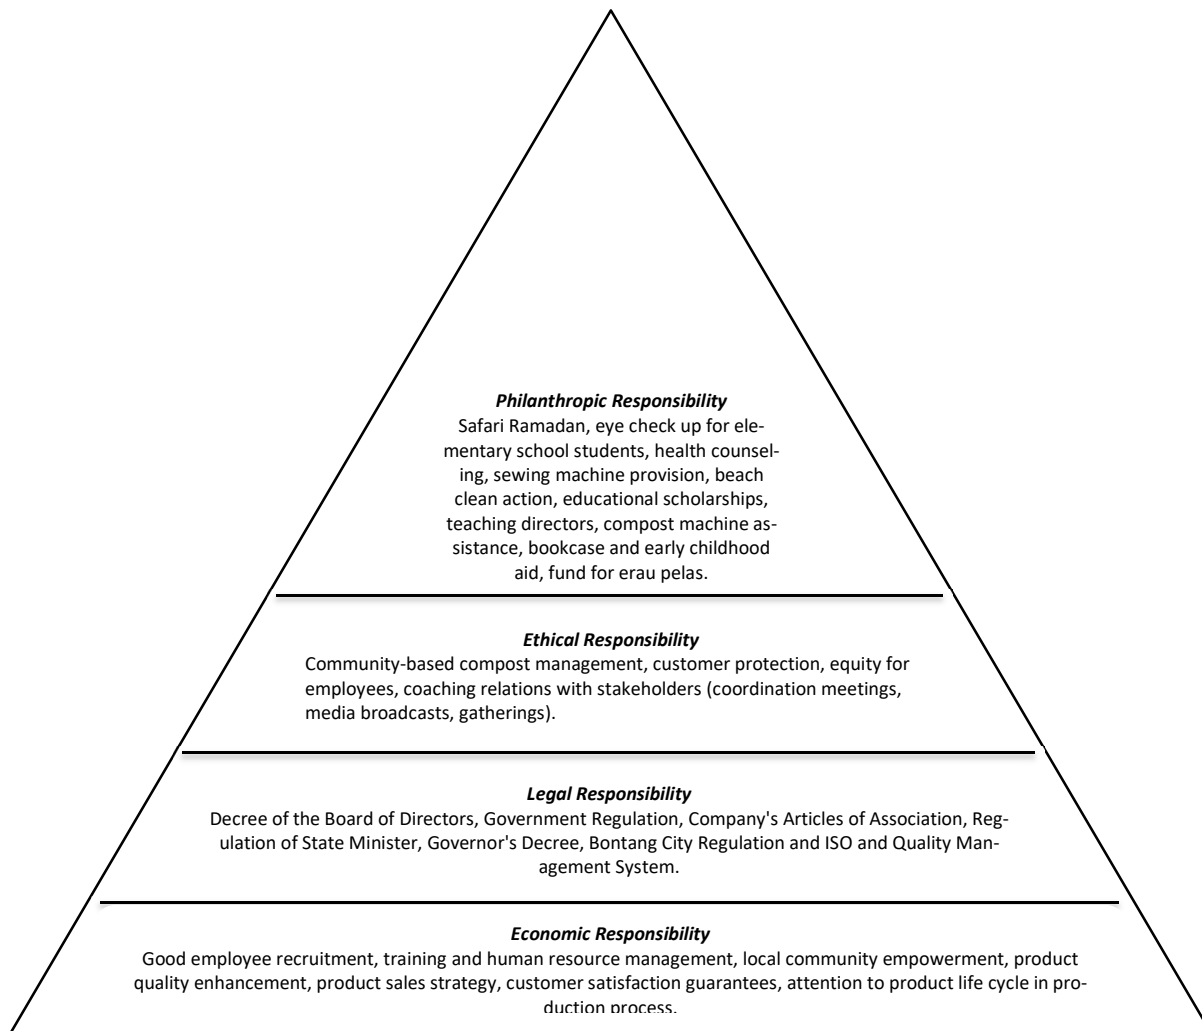 Philanthropic Responsibility
Safari Ramadan, eye check up for ele-
mentary school students, health counsel-
ing, sewing machine provision, beach
clean action, educational scholarships,
teaching directors, compost machine as-
sistance, bookcase and early childhood
aid, fund for erau pelas.
Ethical Responsibility
Community-based compost management, customer protection, equity for
employees, coaching relations with stakeholders (coordination meetings,
media broadcasts, gatherings).
Legal Responsibility
Decree of the Board of Directors, Government Regulation, Company's Articles of Association, Reg-
ulation of State Minister, Governor's Decree, Bontang City Regulation and ISO and Quality Man-
agement System.
Economic Responsibility
Good employee recruitment, training and human resource management, local community empowerment, product
quality enhancement, product sales strategy, customer satisfaction guarantees, attention to product life cycle in pro-
duction process.